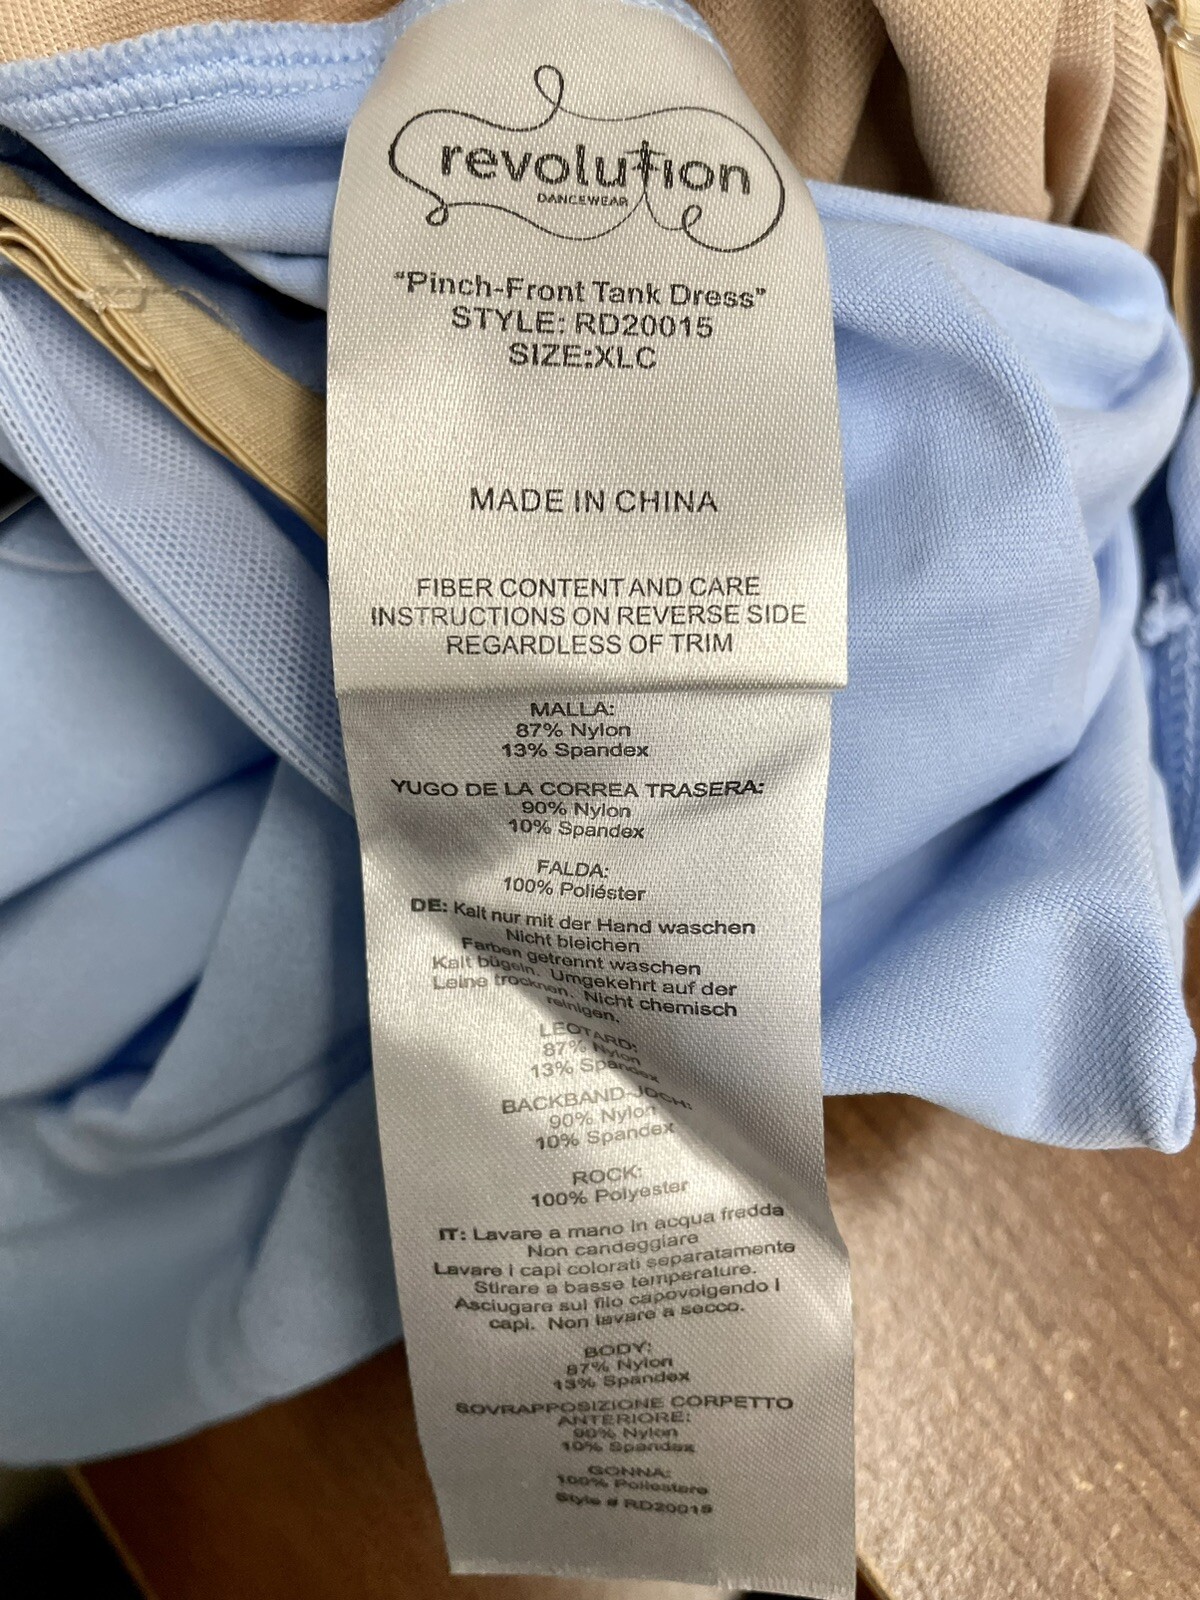 revolution
DANCEWEAR
“Pinch-Front Tank Dress”
STYLE: RD20015
SIZE:XLC
MADE IN CHINA
FIBER CONTENT AND CARE
INSTRUCTIONS ON REVERSE SIDE
REGARDLESS OF TRIM
MALLA:
87% Nylon
13% Spandex
YUGO DE LA CORREA TRASERA:
90% Nylon
10% Spandex
FALDA:
100% Poliéster
DE: Kalt nur mit der Hand waschen
Nicht bleichen
Farben getrennt waschen
Kalt bügeln. Umgekehrt auf der
Leine trocknen. Nicht chemisch
reinigen.
LEOTARD:
87% Nylon
13% Spandex
BACKBAND-JOCH:
90% Nylon
10% Spandex
ROCK:
100% Polyester
IT: Lavare a mano in acqua fredda
Non candeggiare
Lavare i capi colorati separatamente
Stirare a basse temperature.
Asciugare sul filo capovolgendo i
capi. Non lavare a secco.
BODY:
87% Nylon
13% Spandex
SOVRAPPOSIZIONE CORPETTO
ANTERIORE:
90% Nylon
10% Spandex
GONNA:
100% Poliestare
Style # RD20015